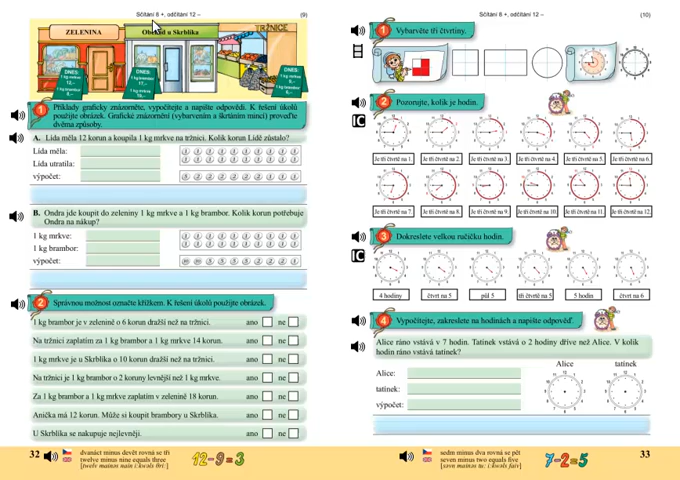 Sčítání 8 +, odčítání 12 –
(9)
ZELENINA
Obchod u Skrblíka
TRŽNICE
DNES:
1 kg mrkve
DNES:
1 kg brambor
1 kg mrkve
DNES:
1 kg mrkve
1 Příklady graficky znázorněte, vypočítejte a napište odpovědi. K řešení úkolů
použijte obrázek. Grafické znázornění (vybarvením a škrtáním mincí) proveďte
dvěma způsoby.
A. Lída měla 12 korun a koupila 1 kg mrkve na tržnici. Kolik korun Lídě zůstalo?
Lída měla:
Lída utratila:
výpočet:
B. Ondra jde koupit do zeleniny 1 kg mrkve a 1 kg brambor. Kolik korun potřebuje
Ondra na nákup?
1 kg mrkve:
1 kg brambor:
výpočet:
2 Správnou možnost označte křížkem. K řešení úkolů použijte obrázek.
1 kg brambor je v zelenině o 6 korun dražší než na tržnici. ano ne
Na tržnici zaplatím za 1 kg brambor a 1 kg mrkve 14 korun. ano ne
1 kg mrkve je u Skrblíka o 10 korun dražší než na tržnici. ano ne
Na tržnici je 1 kg brambor o 2 koruny levnější než 1 kg mrkve. ano ne
Za 1 kg brambor a 1 kg mrkve zaplatím v zelenině 18 korun. ano ne
Anička má 12 korun. Může si koupit brambory u Skrblíka. ano ne
U Skrblíka se nakupuje nejlevněji. ano ne
32
dvanáct minus devět rovná se tři
twelve minus nine equals three
12-9=3
Sčítání 8 +, odčítání 12 –
(10)
1 Vybarvěte tři čtvrtiny.
2 Pozorujte, kolik je hodin.
Je tři čtvrtě na 1. Je tři čtvrtě na 2. Je tři čtvrtě na 3. Je tři čtvrtě na 4. Je tři čtvrtě na 5. Je tři čtvrtě na 6.
Je tři čtvrtě na 7. Je tři čtvrtě na 8. Je tři čtvrtě na 9. Je tři čtvrtě na 10. Je tři čtvrtě na 11. Je tři čtvrtě na 12.
3 Dokreslete velkou ručičku hodin.
4 hodiny čtvrt na 5 půl 5 tři čtvrtě na 5 5 hodin čtvrt na 6
4 Vypočítejte, zakreslete na hodinách a napište odpověď.
Alice ráno vstává v 7 hodin. Tatínek vstává o 2 hodiny dříve než Alice. V kolik
hodin ráno vstává tatínek?
Alice tatínek
Alice:
tatínek:
výpočet:
sedm minus dva rovná se pět
seven minus two equals five
7-2=5
33